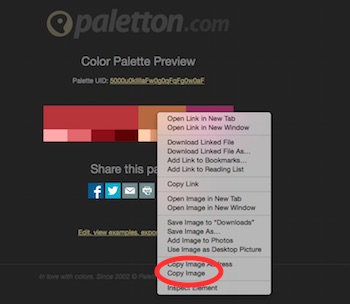 paletton.com
Color Palette Preview
Palette UID:
Share this pa
Edit, view examples, expo
In love with colors. Since 2002 © Palet
Open Link in New Tab
Open Link in New Window
Download Linked File
Download Linked File As...
Add Link to Bookmarks...
Add Link to Reading List
Copy Link
Open Image in New Tab
Open Image in New Window
Save Image to "Downloads"
Save Image As...
Add Image to Photos
Use Image as Desktop Picture
Copy Image Address
Copy Image
Inspect Element